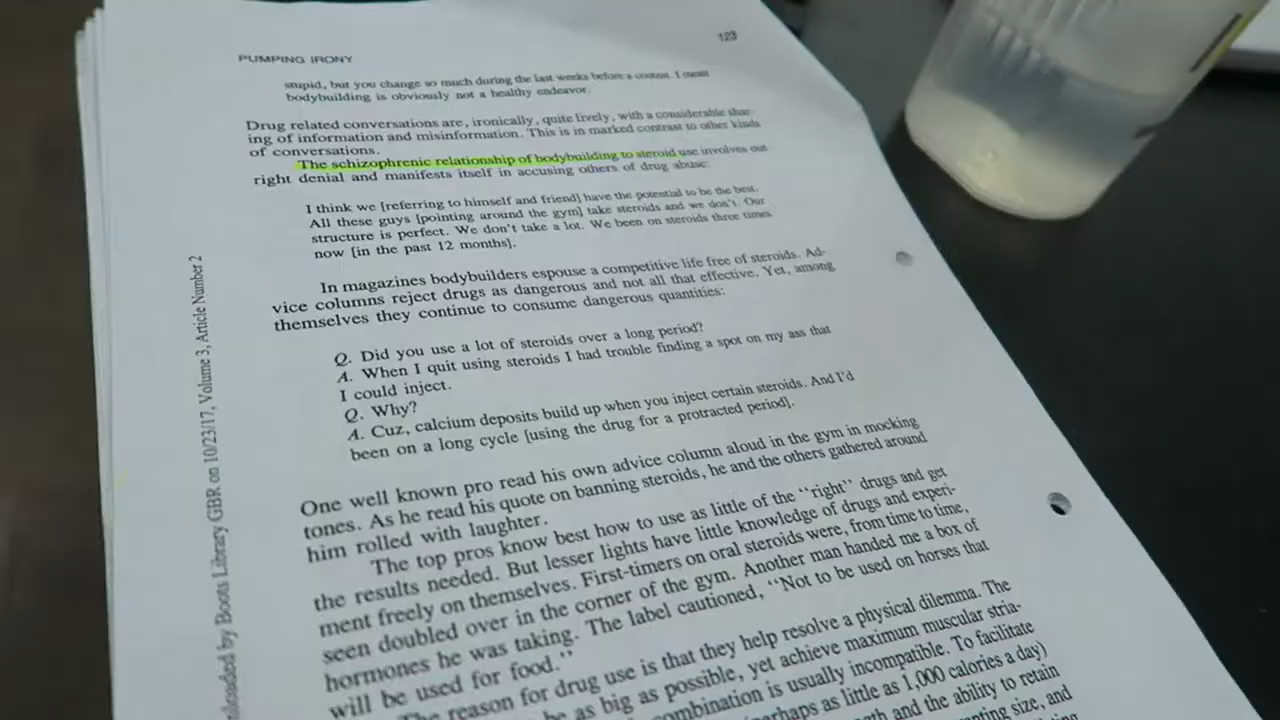 123
PUMPING IRONY
stupid, but you change so much during the last weeks before a contest. I mean
bodybuilding is obviously not a healthy endeavor.
Drug related conversations are, ironically, quite lively, with a considerable shar-
ing of information and misinformation. This is in marked contrast to other kinds
of conversations.
The schizophrenic relationship of bodybuilding to steroid use involves out
right denial and manifests itself in accusing others of drug abuse:
I think we [referring to himself and friend] have the potential to be the best.
All these guys [pointing around the gym] take steroids and we don't. Our
structure is perfect. We don't take a lot. We been on steroids three times
now [in the past 12 months].
In magazines bodybuilders espouse a competitive life free of steroids. Ad-
vice columns reject drugs as dangerous and not all that effective. Yet, among
themselves they continue to consume dangerous quantities:
Q. Did you use a lot of steroids over a long period?
A. When I quit using steroids I had trouble finding a spot on my ass that
I could inject.
Q. Why?
A. Cuz, calcium deposits build up when you inject certain steroids. And I'd
been on a long cycle [using the drug for a protracted period].
One well known pro read his own advice column aloud in the gym in mocking
tones. As he read his quote on banning steroids, he and the others gathered around
him rolled with laughter.
The top pros know best how to use as little of the "right" drugs and get
the results needed. But lesser lights have little knowledge of drugs and experi-
ment freely on themselves. First-timers on oral steroids were, from time to time,
seen doubled over in the corner of the gym. Another man handed me a box of
hormones he was taking. The label cautioned, "Not to be used on horses that
will be used for food."
The reason for drug use is that they help resolve a physical dilemma. The
be as big as possible, yet achieve maximum muscular stria-
combination is usually incompatible. To facilitate
(perhaps as little as 1,000 calories a day)
and the ability to retain
size, and
nloaded by Boots Library GBR on 10/23/17, Volume 3, Article Number 2